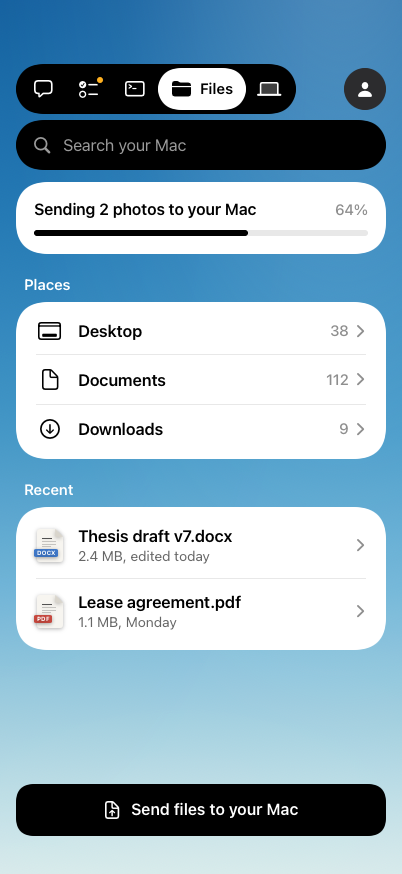 Files
Search your Mac
Sending 2 photos to your Mac 64%
Places
Desktop 38
Documents 112
Downloads 9
Recent
DOCX
Thesis draft v7.docx
2.4 MB, edited today
PDF
Lease agreement.pdf
1.1 MB, Monday
Send files to your Mac